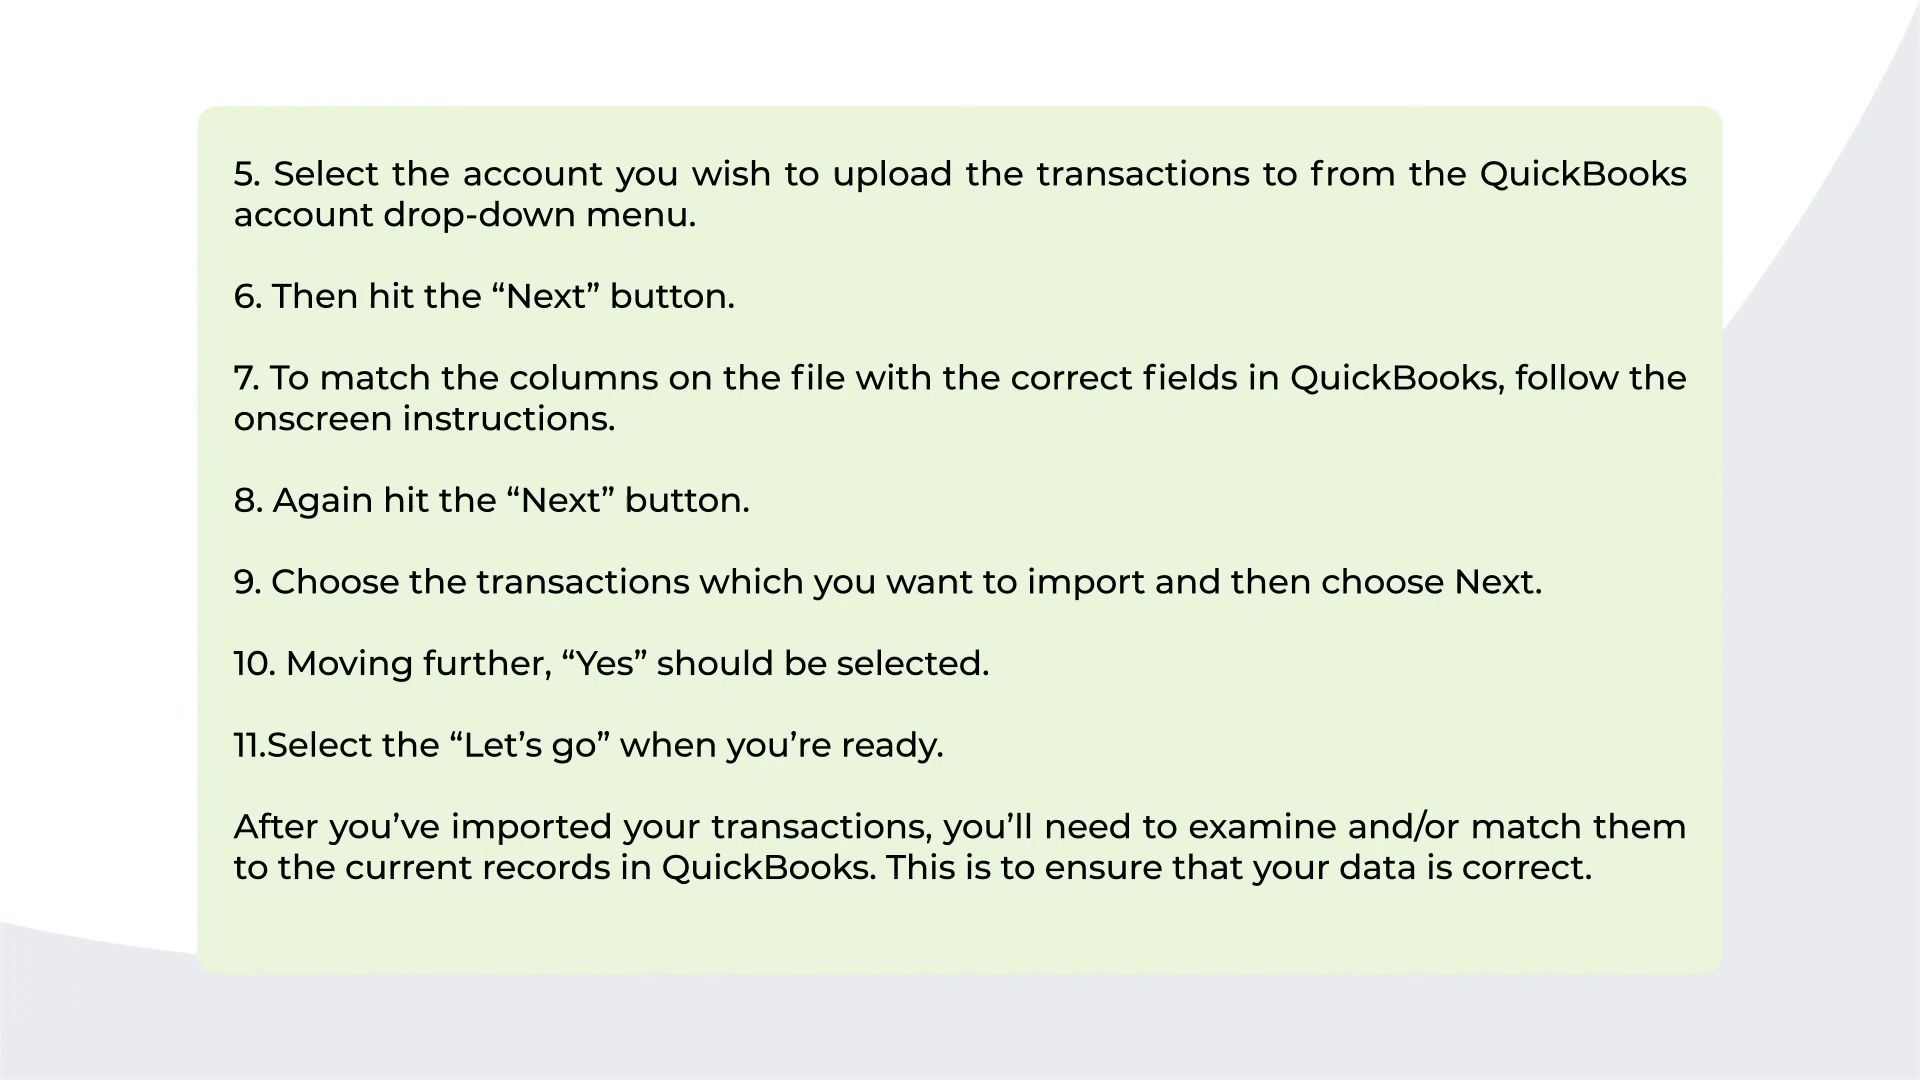 5. Select the account you wish to upload the transactions to from the QuickBooks
account drop-down menu.
6. Then hit the “Next” button.
7. To match the columns on the file with the correct fields in QuickBooks, follow the
onscreen instructions.
8. Again hit the “Next” button.
9. Choose the transactions which you want to import and then choose Next.
10. Moving further, “Yes” should be selected.
11.Select the “Let’s go” when you’re ready.
After you’ve imported your transactions, you’ll need to examine and/or match them
to the current records in QuickBooks. This is to ensure that your data is correct.